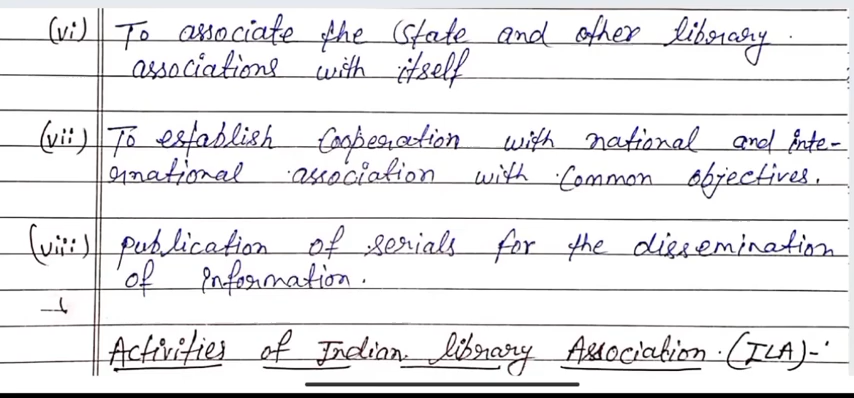 (vi) To associate the State and other library
associations with itself
(vii) To establish Cooperation with national and inte-
rnational association with Common objectives.
(viii) publication of serials for the dissemination
of information.
Activities of Indian library Association (ILA)-